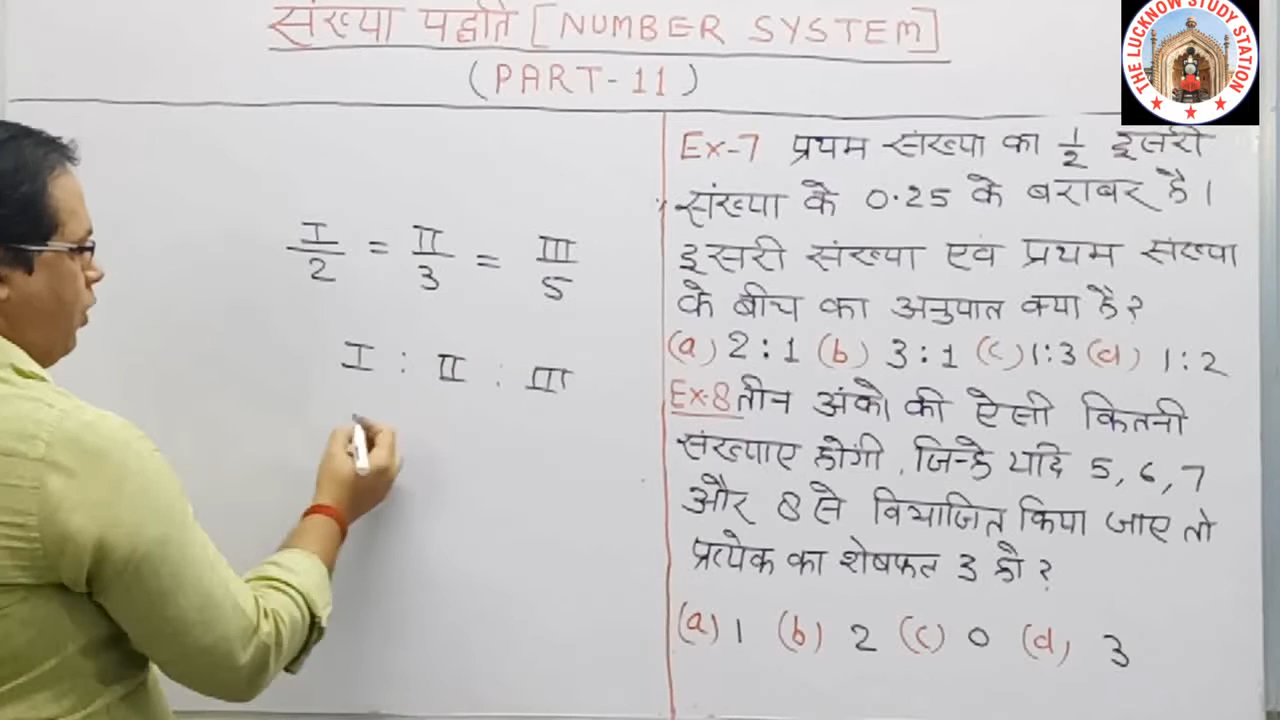 संख्या पद्धति [NUMBER SYSTEM]
(PART-11)
THE LUCKNOW STUDY STATION
I/2 = II/3 = III/5
I : II : III
Ex-7 प्रथम संख्या का 1/2 दूसरी
संख्या के 0.25 के बराबर है।
दूसरी संख्या एवं प्रथम संख्या
के बीच का अनुपात क्या है?
(a) 2:1 (b) 3:1 (c) 1:3 (d) 1:2
Ex-8 तीन अंको की ऐसी कितनी
संख्याए होगी, जिन्हे यदि 5, 6, 7
और 8 से विभाजित किया जाए तो
प्रत्येक का शेषफल 3 हो?
(a) 1 (b) 2 (c) 0 (d) 3